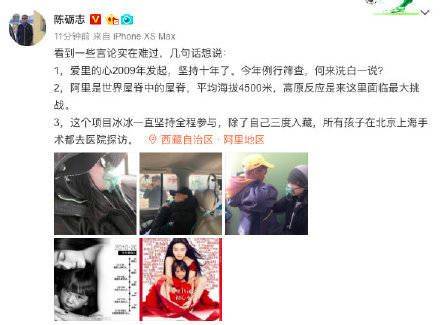 陈砺志
11分钟前 来自 iPhone XS Max
看到一些言论实在难过，几句话想说：
1，爱里的心2009年发起，坚持十年了。今年例行筛查，何来洗白一说？
2，阿里是世界屋脊中的屋脊，平均海拔4500米，高原反应是来这里面临最大挑
战。
3，这个项目冰冰一直坚持全程参与，除了自己三度入藏，所有孩子在北京上海手
术都去医院探访。 西藏自治区·阿里地区